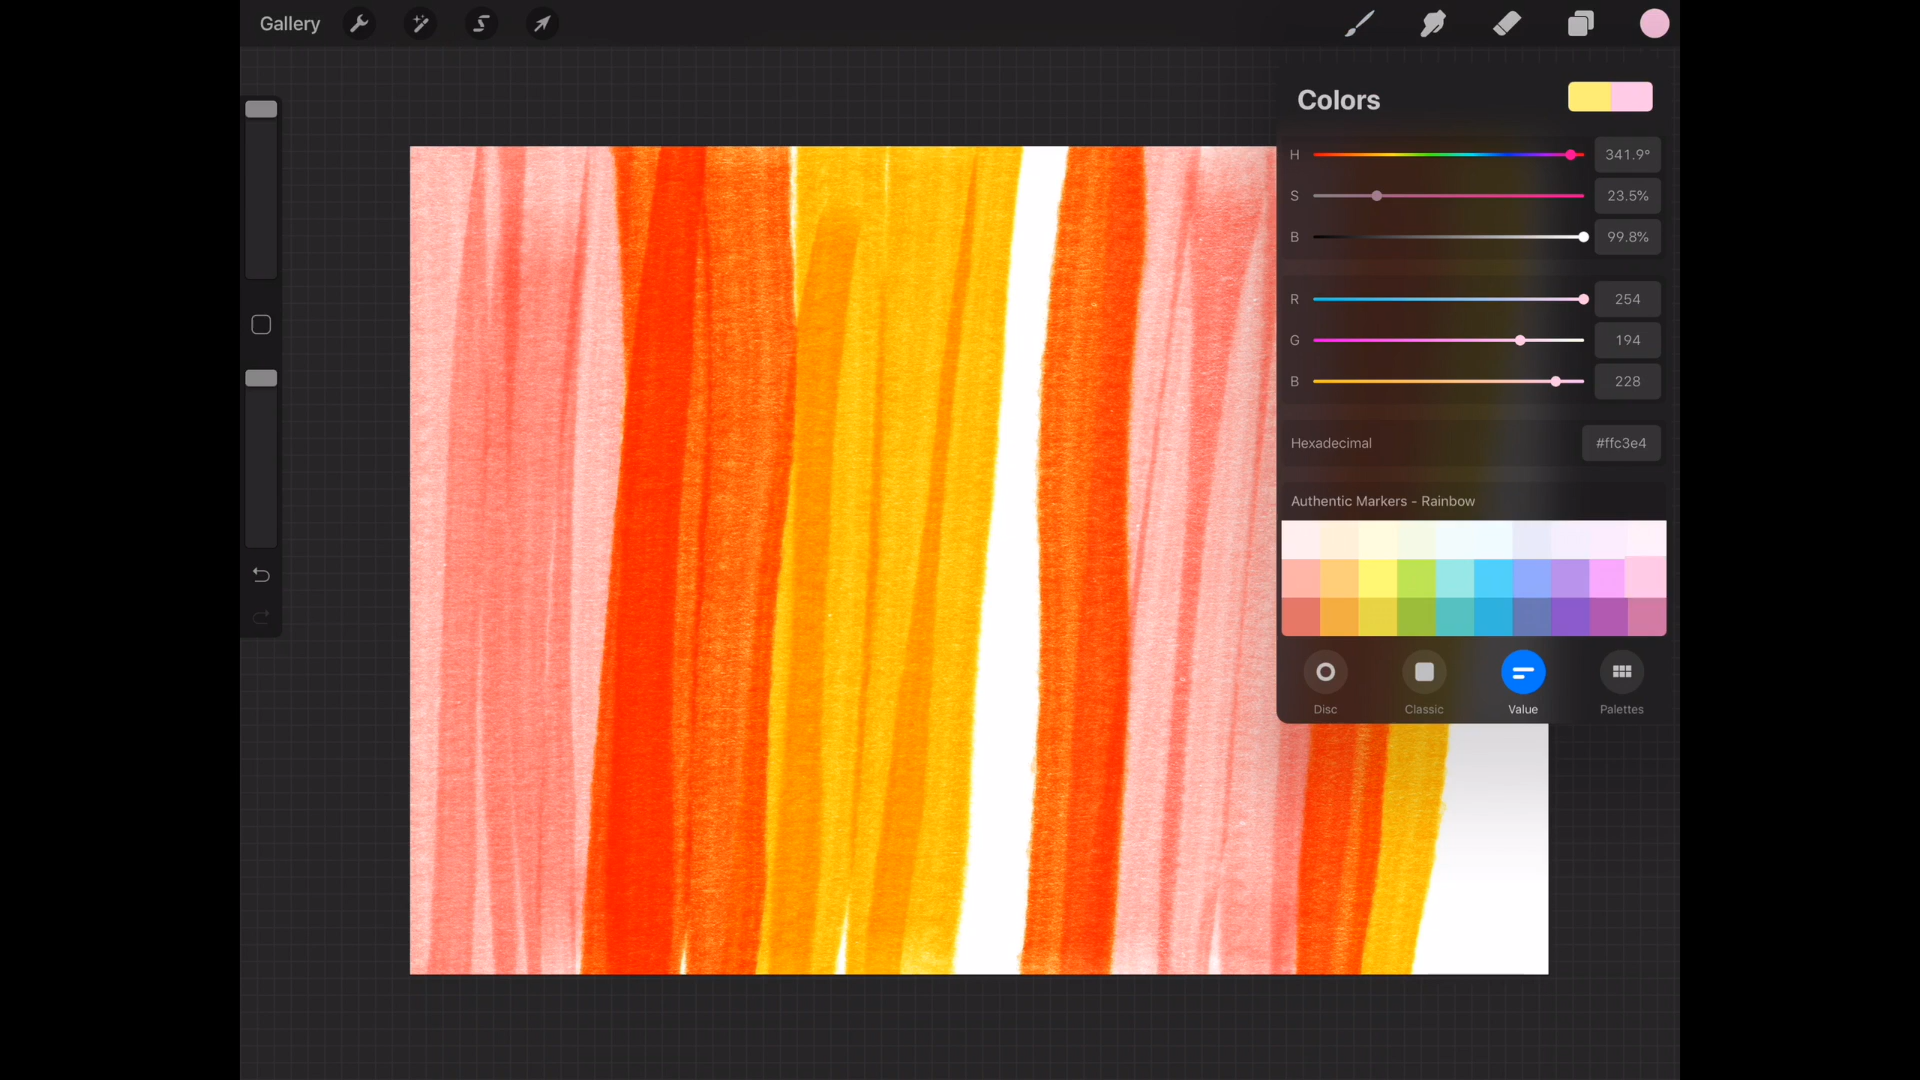 Gallery
Colors
H 341.9°
S 23.5%
B 99.8%
R 254
G 194
B 228
Hexadecimal #ffc3e4
Authentic Markers - Rainbow
Disc Classic Value Palettes